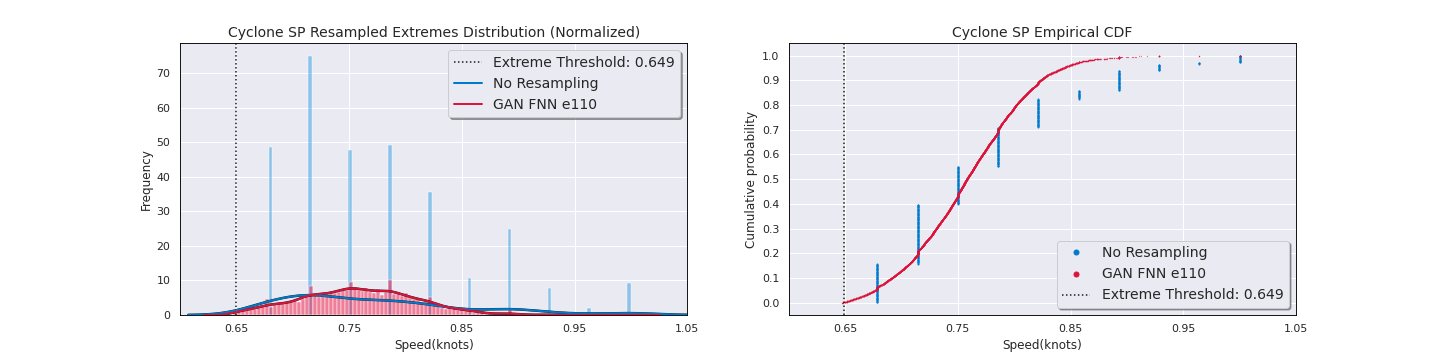 Cyclone SP Resampled Extremes Distribution (Normalized)
Frequency
70
60
50
40
30
20
10
0
Extreme Threshold: 0.649
No Resampling
GAN FNN e110
0.65 0.75 0.85 0.95 1.05
Speed(knots)
Cyclone SP Empirical CDF
Cumulative probability
1.0
0.9
0.8
0.7
0.6
0.5
0.4
0.3
0.2
0.1
0.0
No Resampling
GAN FNN e110
Extreme Threshold: 0.649
0.65 0.75 0.85 0.95 1.05
Speed(knots)